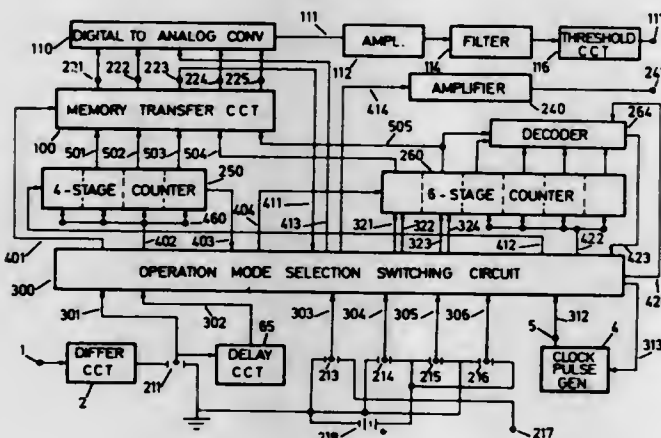 110 DIGITAL TO ANALOG CONV 111 AMPL. FILTER THRESHOLD CCT
221 222 223 224 225 112 114 116
AMPLIFIER
414 240
MEMORY TRANSFER CCT
100 505 DECODER 264
501 502 503 504 250 260
4-STAGE COUNTER 6-STAGE COUNTER
460 411 413 321 322 323 324
401 402 403 404 412 422 423
300 OPERATION MODE SELECTION SWITCHING CIRCUIT
301 302 65 303 304 305 306 312 313
5 4
1 DIFFER CCT 211 DELAY CCT 213 214 215 216 CLOCK PULSE GEN
2
218 217